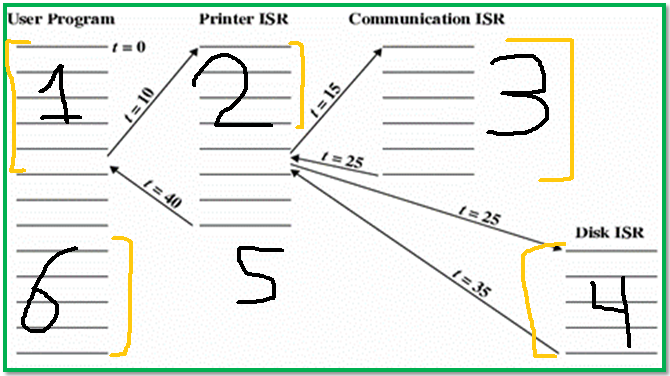 User Program
Printer ISR
Communication ISR
t = 0
1
2
3
t = 10
t = 15
t = 25
t = 40
t = 25
Disk ISR
t = 35
6
5
4